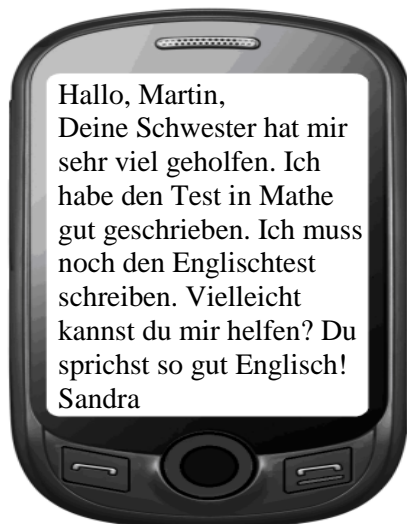 Hallo, Martin,
Deine Schwester hat mir
sehr viel geholfen. Ich
habe den Test in Mathe
gut geschrieben. Ich muss
noch den Englischtest
schreiben. Vielleicht
kannst du mir helfen? Du
sprichst so gut Englisch!
Sandra